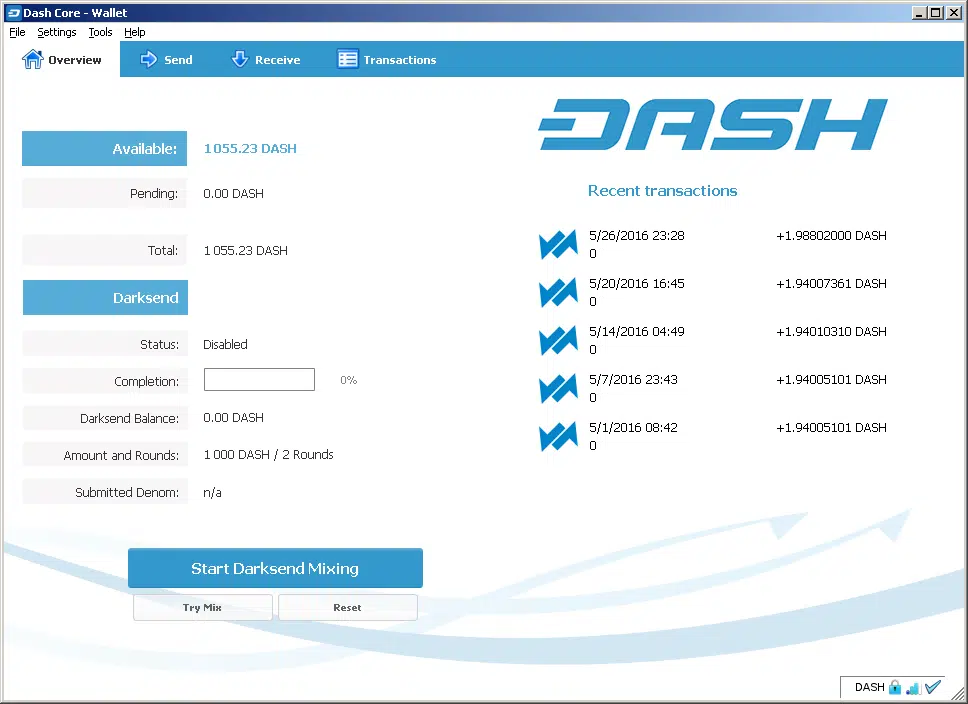 Dash Core - Wallet
File Settings Tools Help
Overview Send Receive Transactions
DASH
Available: 1 055.23 DASH
Pending: 0.00 DASH
Total: 1 055.23 DASH
Darksend
Status: Disabled
Completion: 0%
Darksend Balance: 0.00 DASH
Amount and Rounds: 1 000 DASH / 2 Rounds
Submitted Denom: n/a
Start Darksend Mixing
Try Mix Reset
Recent transactions
5/26/2016 23:28 +1.98802000 DASH
0
5/20/2016 16:45 +1.94007361 DASH
0
5/14/2016 04:49 +1.94010310 DASH
0
5/7/2016 23:43 +1.94005101 DASH
0
5/1/2016 08:42 +1.94005101 DASH
0
DASH